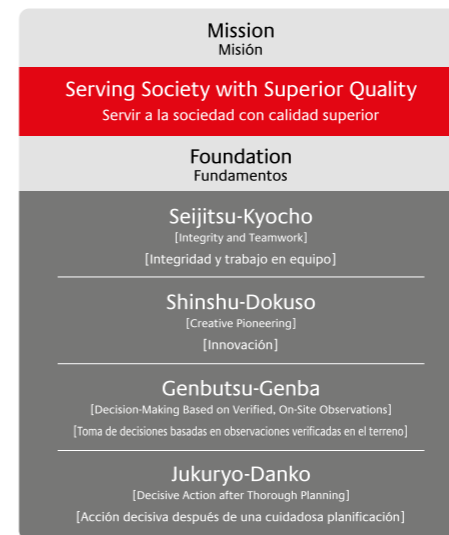 Mission
Misión
Serving Society with Superior Quality
Servir a la sociedad con calidad superior
Foundation
Fundamentos
Seijitsu-Kyocho
[Integrity and Teamwork]
[Integridad y trabajo en equipo]
Shinshu-Dokuso
[Creative Pioneering]
[Innovación]
Genbutsu-Genba
[Decision-Making Based on Verified, On-Site Observations]
[Toma de decisiones basadas en observaciones verificadas en el terreno]
Jukuryo-Danko
[Decisive Action after Thorough Planning]
[Acción decisiva después de una cuidadosa planificación]